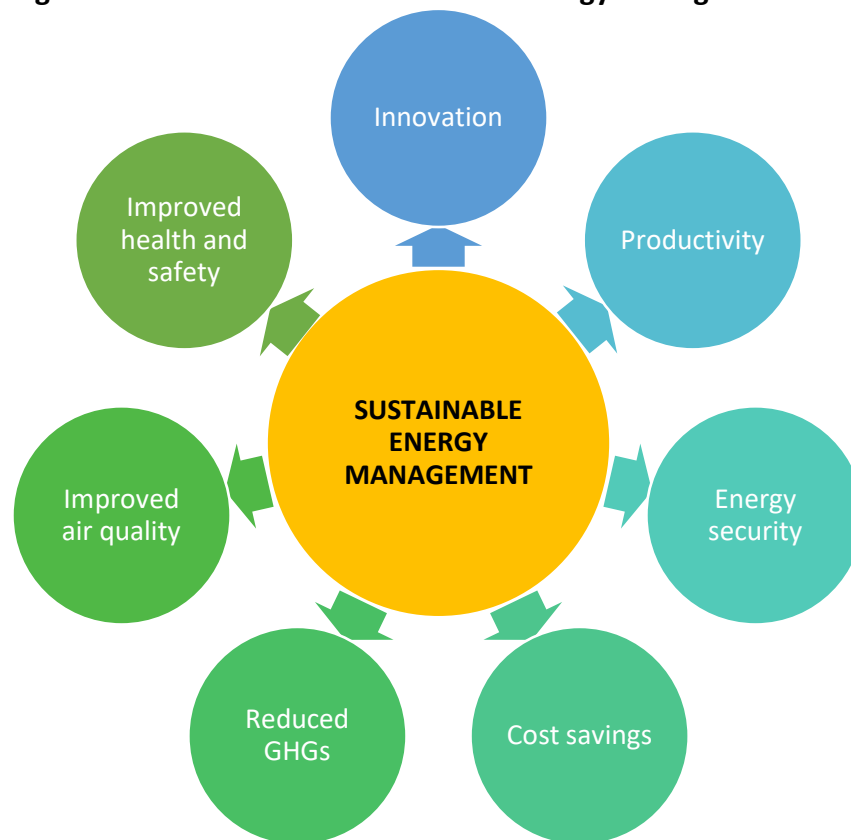 Innovation
Productivity
Energy
security
Cost savings
Reduced
GHGs
Improved
air quality
Improved
health and
safety
SUSTAINABLE
ENERGY
MANAGEMENT